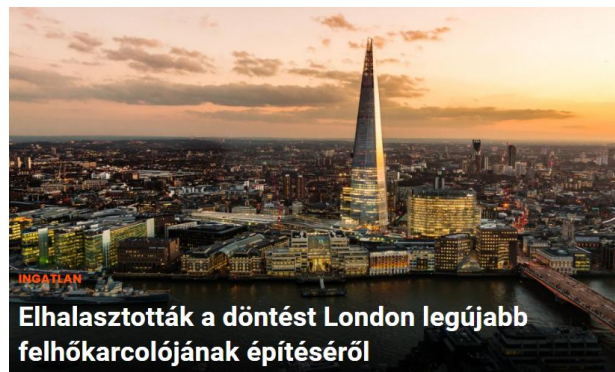 INGATLAN
Elhalasztották a döntést London legújabb
felhőkarcolójának építéséről